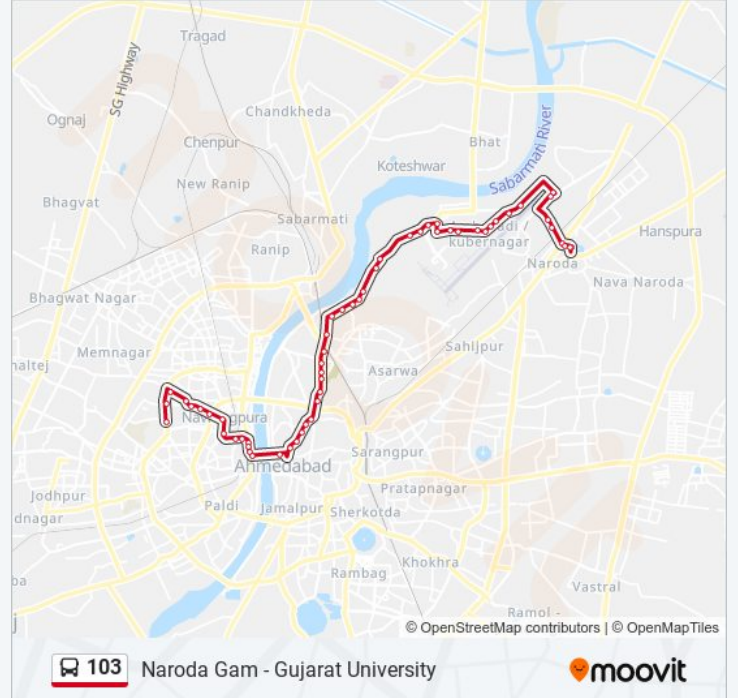 Tragad
SG Highway
Ognaj
Chandkheda
Chenpur
Bhat
Koteshwar
Sabarmati River
New Ranip
Bhagvat
Sabarmati
Hanspura
kubernagar
Ranip
Naroda
Nava Naroda
Bhagwat Nagar
Memnagar
Sahijpur
Asarwa
Ahmedabad
Sarangpur
Pratapnagar
Jodhpur
Paldi
Jamalpur
Sherkotda
Khokhra
Rambag
Vastral
Ramol -
© OpenStreetMap contributors | © OpenMapTiles
103 Naroda Gam - Gujarat University
moovit